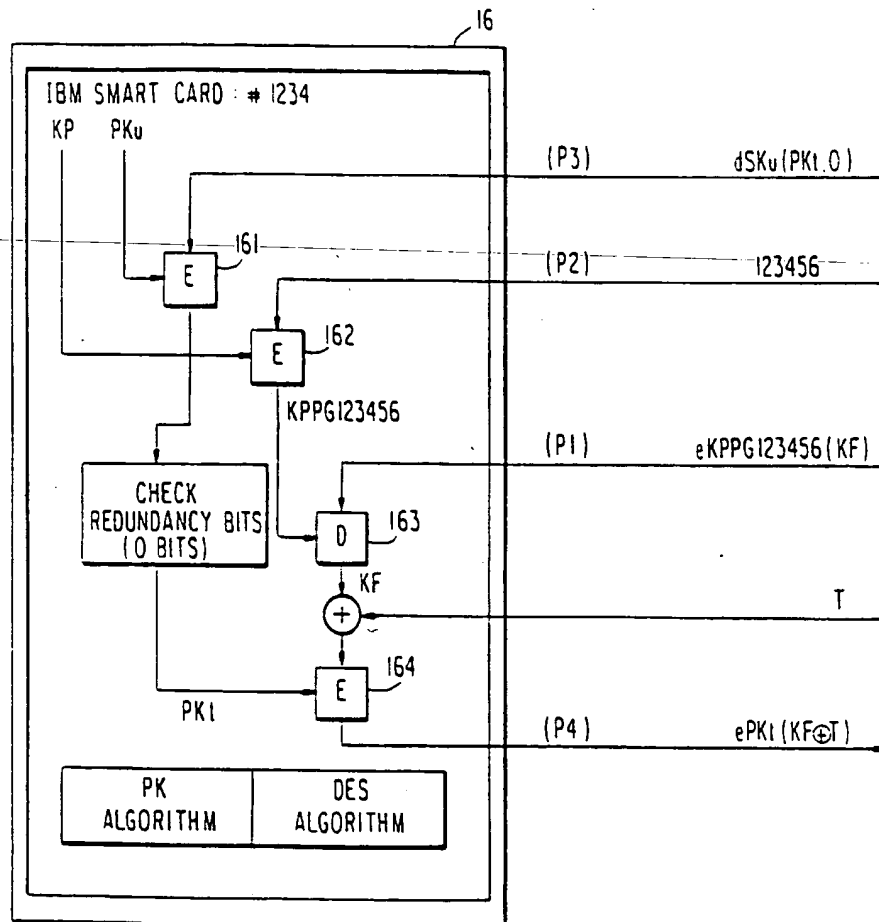 16
IBM SMART CARD : # 1234
KP PKu
(P3) dSKu(PKt.0)
161
E
(P2) 123456
162
E
KPPG123456
(P1) eKPPG123456(KF)
CHECK
REDUNDANCY BITS
(0 BITS)
163
D
KF
T
+
164
E
PKt
(P4) ePKt(KF⊕T)
PK
ALGORITHM
DES
ALGORITHM